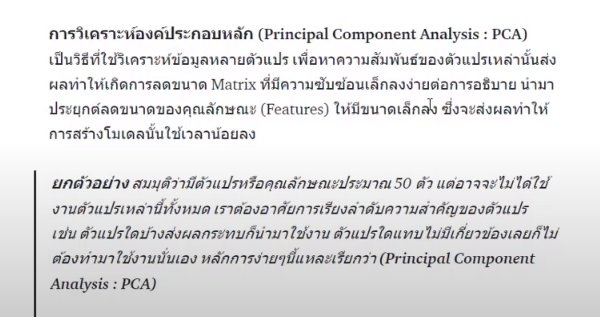 การวิเคราะห์องค์ประกอบหลัก (Principal Component Analysis : PCA)
เป็นวิธีที่ใช้วิเคราะห์ข้อมูลหลายตัวแปร เพื่อหาความสัมพันธ์ของตัวแปรเหล่านั้นส่ง
ผลทำให้เกิดการลดขนาด Matrix ที่มีความซับซ้อนเล็กลงง่ายต่อการอธิบาย นำมา
ประยุกต์ลดขนาดของคุณลักษณะ (Features) ให้มีขนาดเล็กลง ซึ่งจะส่งผลทำให้
การสร้างโมเดลนั้นใช้เวลาน้อยลง
ยกตัวอย่าง สมมุติว่ามีตัวแปรหรือคุณลักษณะประมาณ 50 ตัว แต่อาจจะไม่ได้ใช้
งานตัวแปรเหล่านี้ทั้งหมด เราต้องอาศัยการเรียงลำดับความสำคัญของตัวแปร
เช่น ตัวแปรใดบ้างส่งผลกระทบก็นำมาใช้งาน ตัวแปรใดแทบไม่มีเกี่ยวข้องเลยก็ไม่
ต้องทำมาใช้งานนั่นเอง หลักการง่ายๆนี้แหละเรียกว่า (Principal Component
Analysis : PCA)